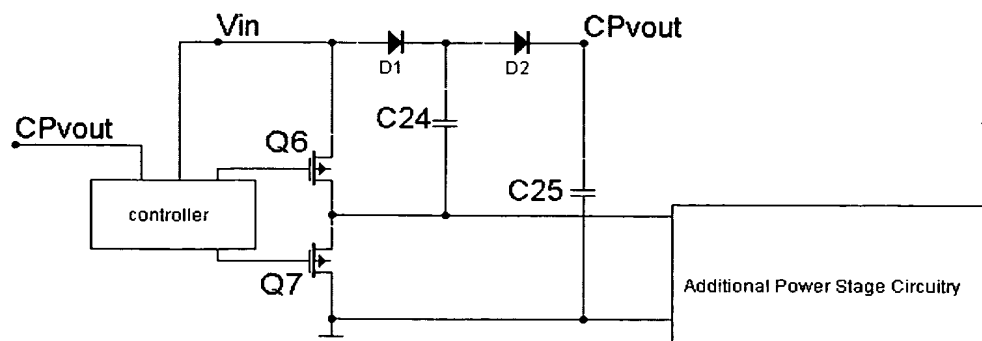 Vin
CPvout
D1
D2
C24
CPvout
Q6
C25
controller
Q7
Additional Power Stage Circuitry